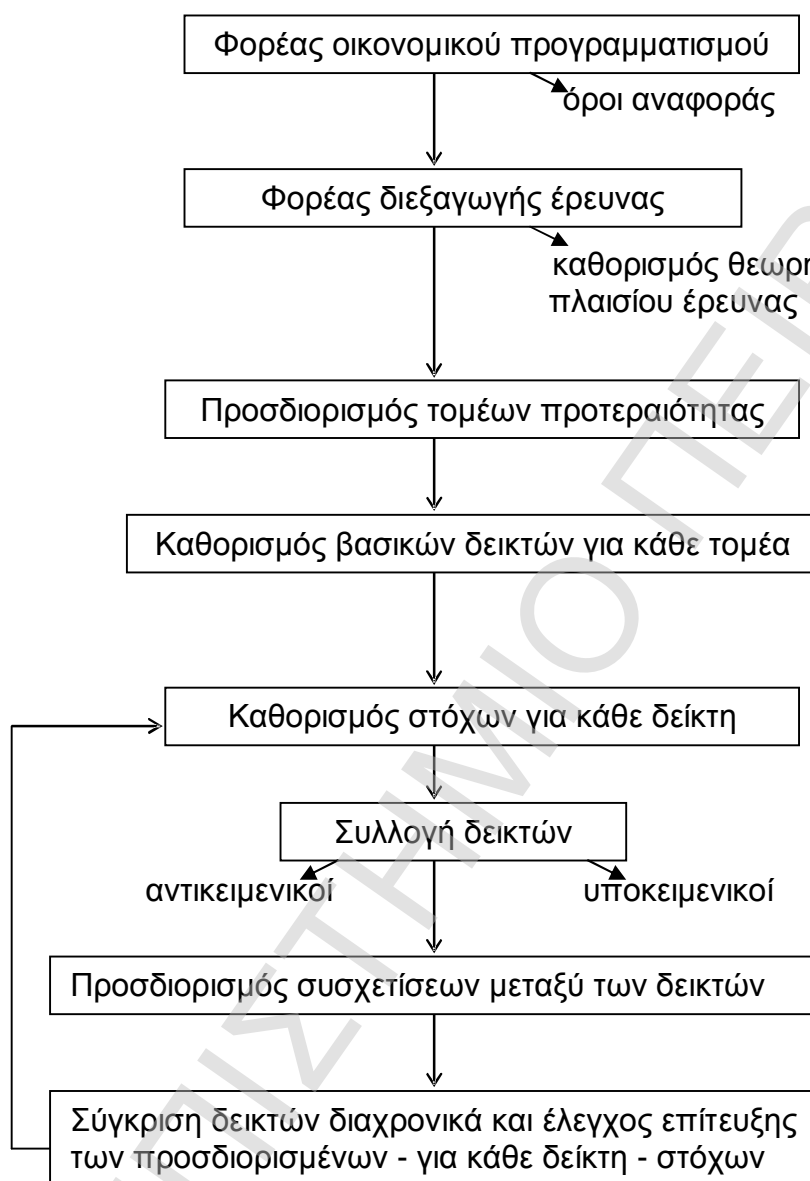 Φορέας οικονομικού προγραμματισμού
όροι αναφοράς
Φορέας διεξαγωγής έρευνας
καθορισμός
πλαισίου έρευνας
Προσδιορισμός τομέων προτεραιότητας
Καθορισμός βασικών δεικτών για κάθε τομέα
Καθορισμός στόχων για κάθε δείκτη
Συλλογή δεικτών
αντικειμενικοί υποκειμενικοί
Προσδιορισμός συσχετίσεων μεταξύ των δεικτών
Σύγκριση δεικτών διαχρονικά και έλεγχος επίτευξης
των προσδιορισμένων - για κάθε δείκτη - στόχων